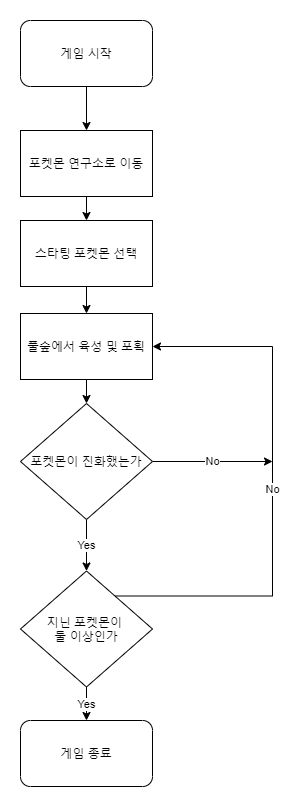 게임 시작
포켓몬 연구소로 이동
스타팅 포켓몬 선택
풀숲에서 육성 및 포획
포켓몬이 진화했는가
No
No
Yes
지닌 포켓몬이
둘 이상인가
Yes
게임 종료